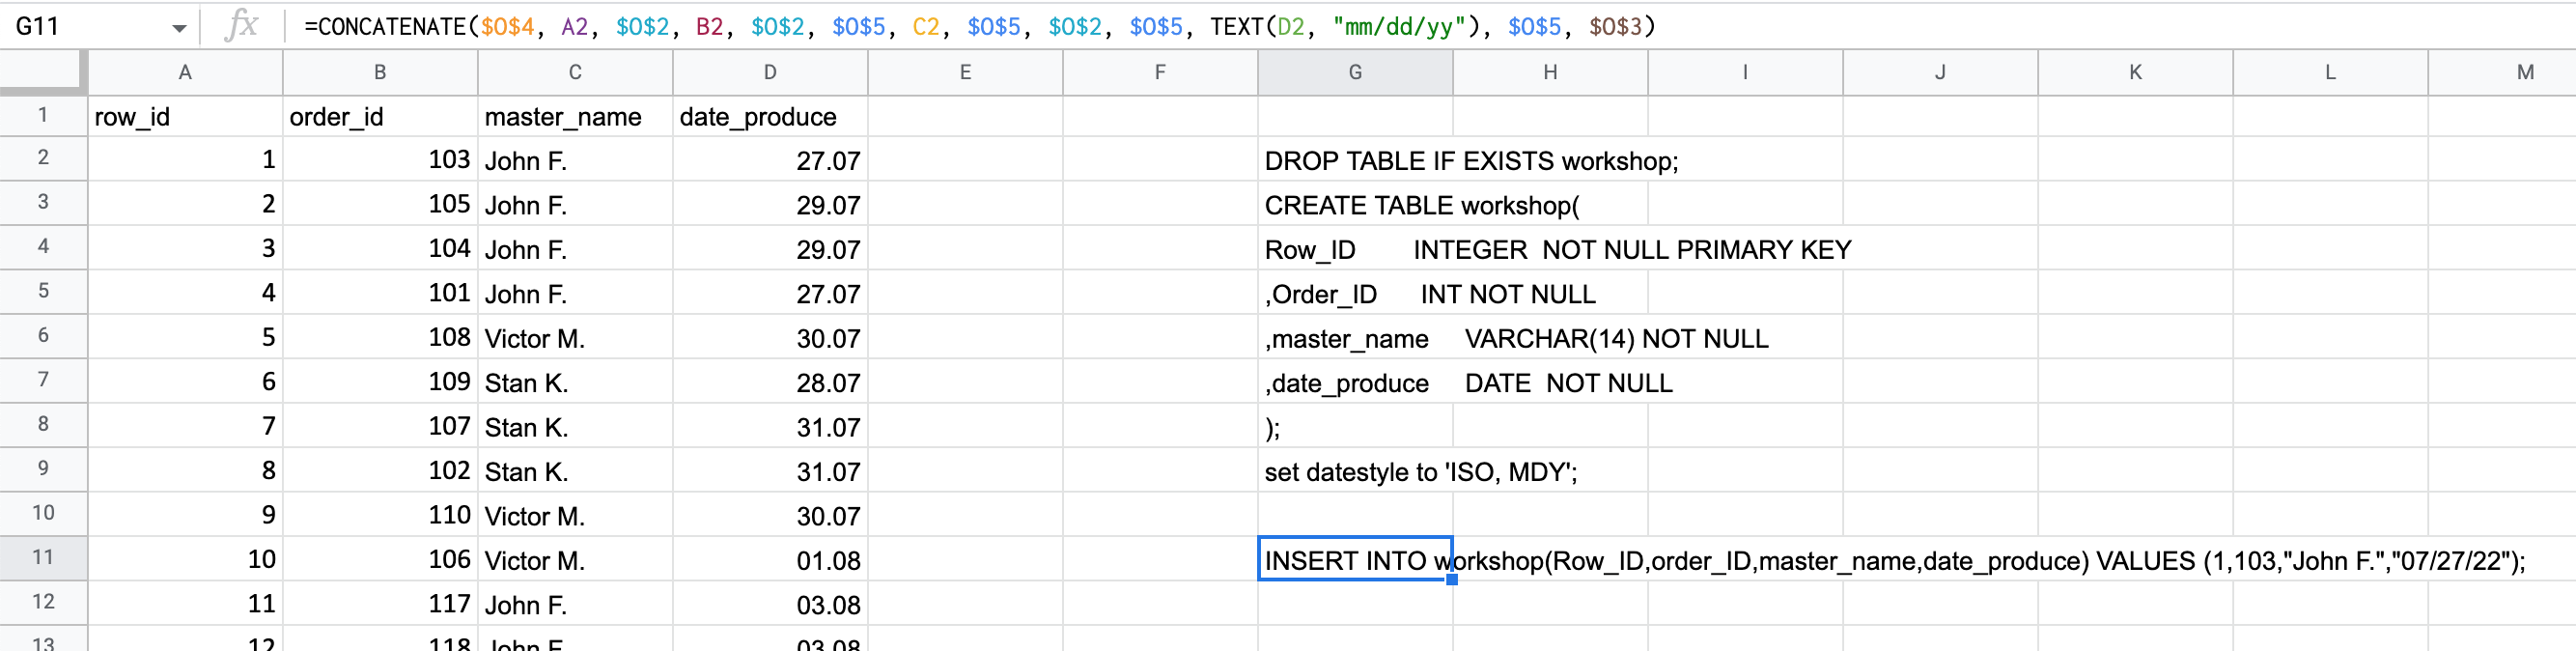 G11 fx =CONCATENATE($O$4, A2, $O$2, B2, $O$2, $O$5, C2, $O$5, $O$2, $O$5, TEXT(D2, "mm/dd/yy"), $O$5, $O$3)
A B C D E F G H I J K L M
1 row_id order_id master_name date_produce
2 1 103 John F. 27.07 DROP TABLE IF EXISTS workshop;
3 2 105 John F. 29.07 CREATE TABLE workshop(
4 3 104 John F. 29.07 Row_ID INTEGER NOT NULL PRIMARY KEY
5 4 101 John F. 27.07 ,Order_ID INT NOT NULL
6 5 108 Victor M. 30.07 ,master_name VARCHAR(14) NOT NULL
7 6 109 Stan K. 28.07 ,date_produce DATE NOT NULL
8 7 107 Stan K. 31.07 );
9 8 102 Stan K. 31.07 set datestyle to 'ISO, MDY';
10 9 110 Victor M. 30.07
11 10 106 Victor M. 01.08 INSERT INTO workshop(Row_ID,order_ID,master_name,date_produce) VALUES (1,103,"John F.","07/27/22");
12 11 117 John F. 03.08
13 12 118 John F. 03.08